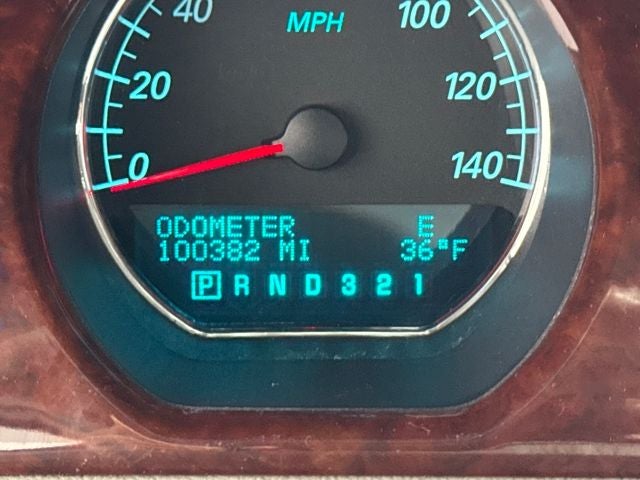 40 MPH 100
20 120
0 140
ODOMETER E
100382 MI 36°F
P R N D 3 2 1